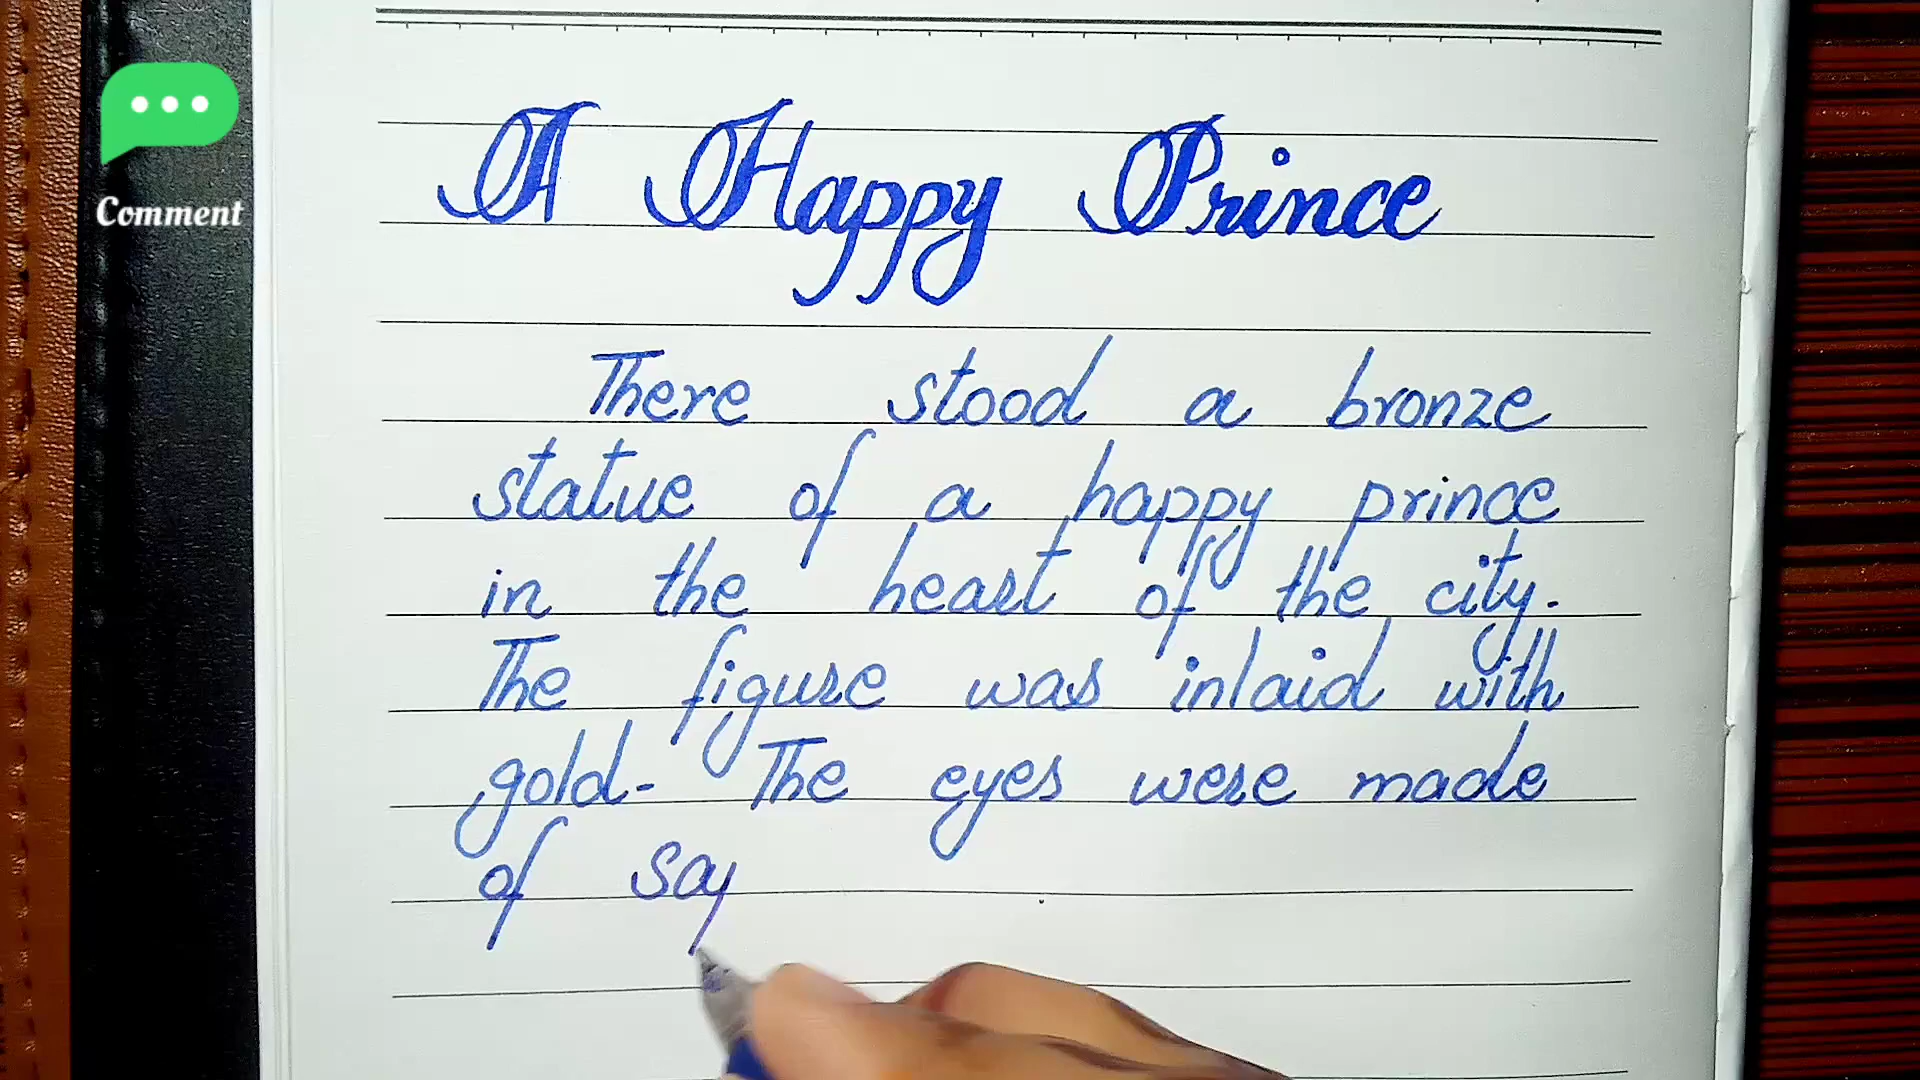 Comment
A Happy Prince
There stood a bronze
statue of a happy prince
in the heart of the city.
The figure was inlaid with
gold. The eyes were made
of